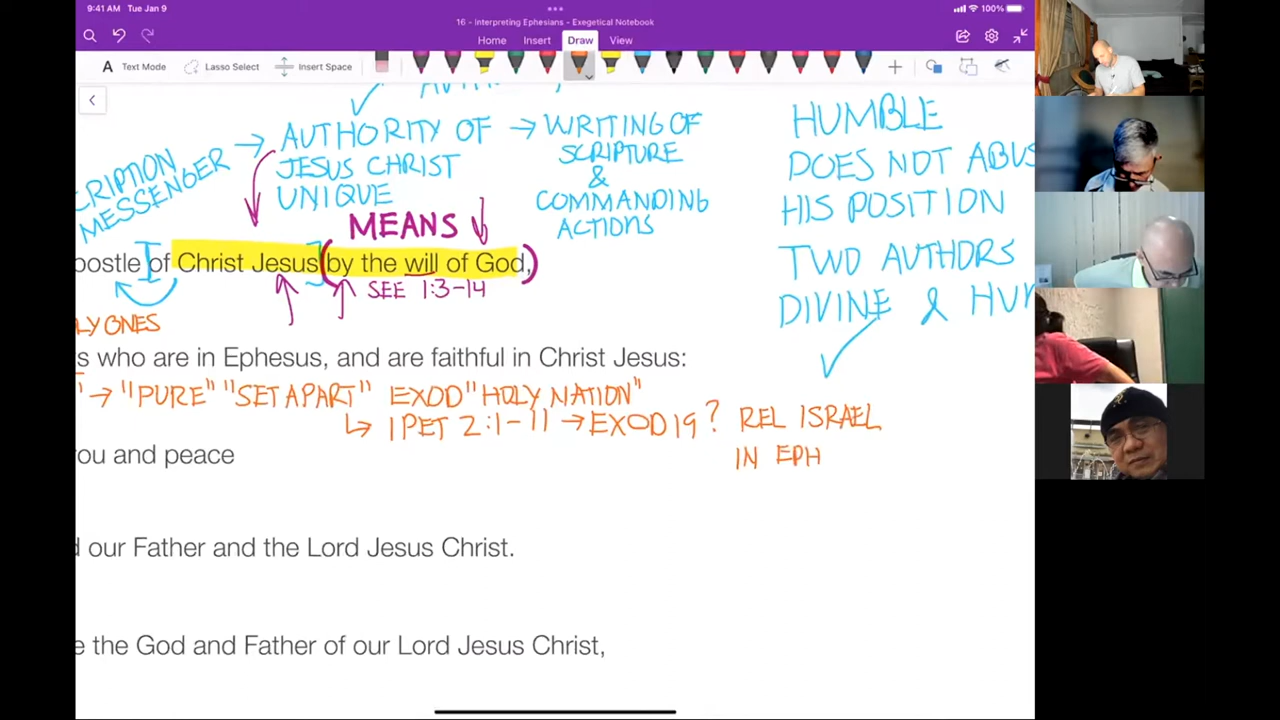 9:41 AM Tue Jan 9
100%
16 - Interpreting Ephesians - Exegetical Notebook
Home Insert Draw View
Text Mode Lasso Select Insert Space
AUTHORITY OF → WRITING OF
JESUS CHRIST SCRIPTURE
UNIQUE &
COMMANDING
ACTIONS
CRIPTION
MESSENGER →
HUMBLE
DOES NOT ABUS
HIS POSITION
TWO AUTHORS
DIVINE & HUM
MEANS
postle of Christ Jesus (by the will of God,)
SEE 1:3-14
LY ONES
s who are in Ephesus, and are faithful in Christ Jesus:
" → "PURE" "SET APART" EXOD "HOLY NATION"
↳ 1 PET 2:1-11 → EXOD 19 ? REL ISRAEL
IN EPH
you and peace
d our Father and the Lord Jesus Christ.
e the God and Father of our Lord Jesus Christ,